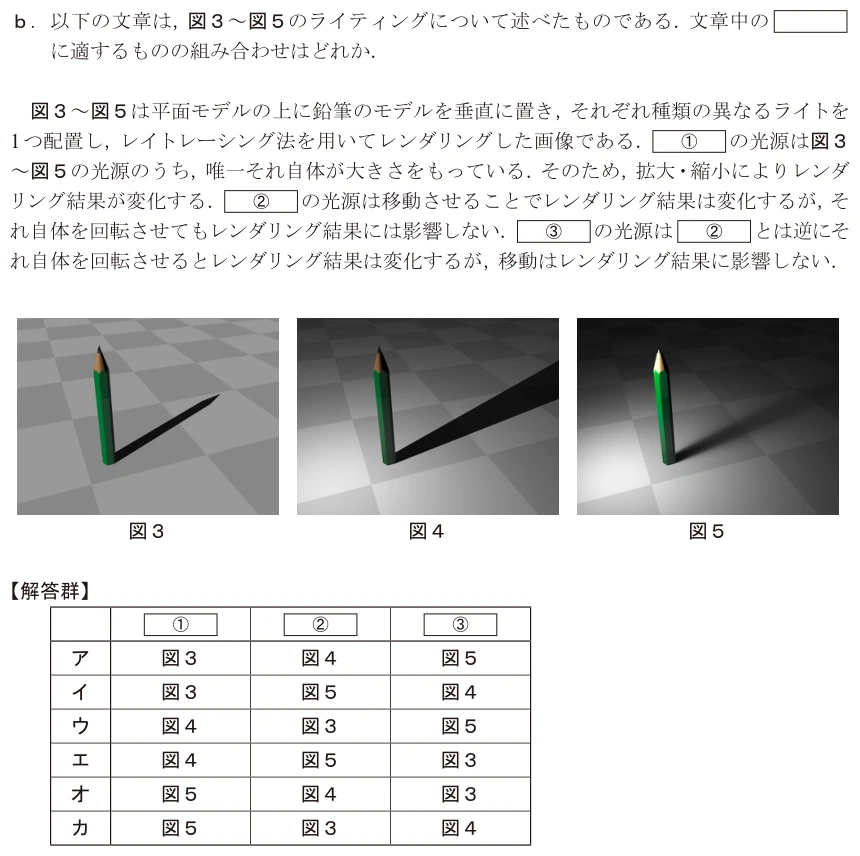 b．以下の文章は，図３～図５のライティングについて述べたものである．文章中の
に適するものの組み合わせはどれか．
図３～図５は平面モデルの上に鉛筆のモデルを垂直に置き，それぞれ種類の異なるライトを
1つ配置し，レイトレーシング法を用いてレンダリングした画像である．①の光源は図３
～図５の光源のうち，唯一それ自体が大きさをもっている．そのため，拡大・縮小によりレンダ
リング結果が変化する．②の光源は移動させることでレンダリング結果は変化するが，そ
れ自体を回転させてもレンダリング結果には影響しない．③の光源は②とは逆にそ
れ自体を回転させるとレンダリング結果は変化するが，移動はレンダリング結果に影響しない．
図３ 図４ 図５
【解答群】
① ② ③
ア 図３ 図４ 図５
イ 図３ 図５ 図４
ウ 図４ 図３ 図５
エ 図４ 図５ 図３
オ 図５ 図４ 図３
カ 図５ 図３ 図４